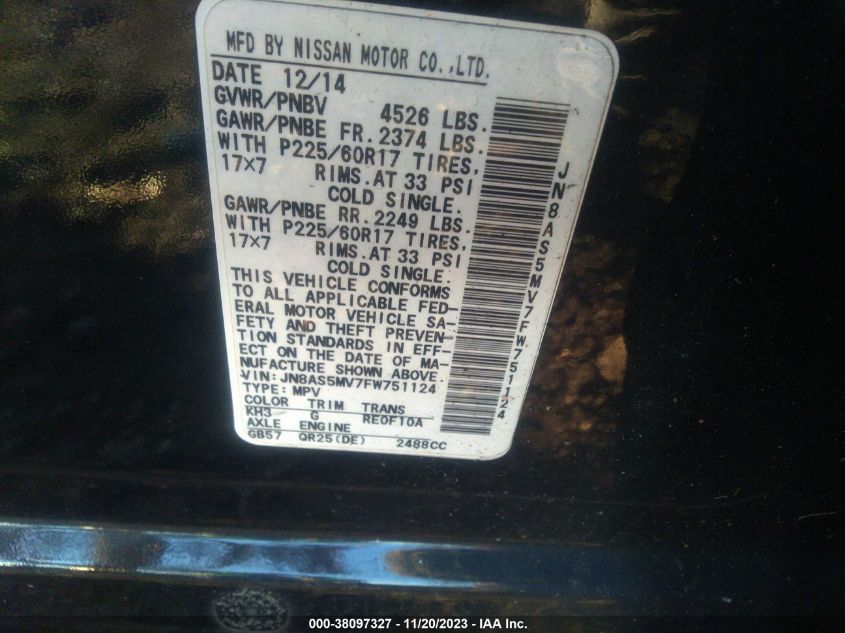 MFD BY NISSAN MOTOR CO.,LTD.
DATE 12/14
GVWR/PNBV 4526 LBS.
GAWR/PNBE FR. 2374 LBS.
WITH P225/60R17 TIRES,
17×7 RIMS. AT 33 PSI
COLD SINGLE.
GAWR/PNBE RR. 2249 LBS.
WITH P225/60R17 TIRES,
17×7 RIMS. AT 33 PSI
COLD SINGLE.
THIS VEHICLE CONFORMS
TO ALL APPLICABLE FED-
ERAL MOTOR VEHICLE SA-
FETY AND THEFT PREVEN-
TION STANDARDS IN EFF-
ECT ON THE DATE OF MA-
NUFACTURE SHOWN ABOVE.
VIN: JN8AS5MV7FW751124
TYPE: MPV
COLOR TRIM TRANS
KH3 G RE0F10A
AXLE ENGINE
GB57 QR25(DE) 2488CC
JN8AS5MV7FW751124
000-38097327 - 11/20/2023 - IAA Inc.